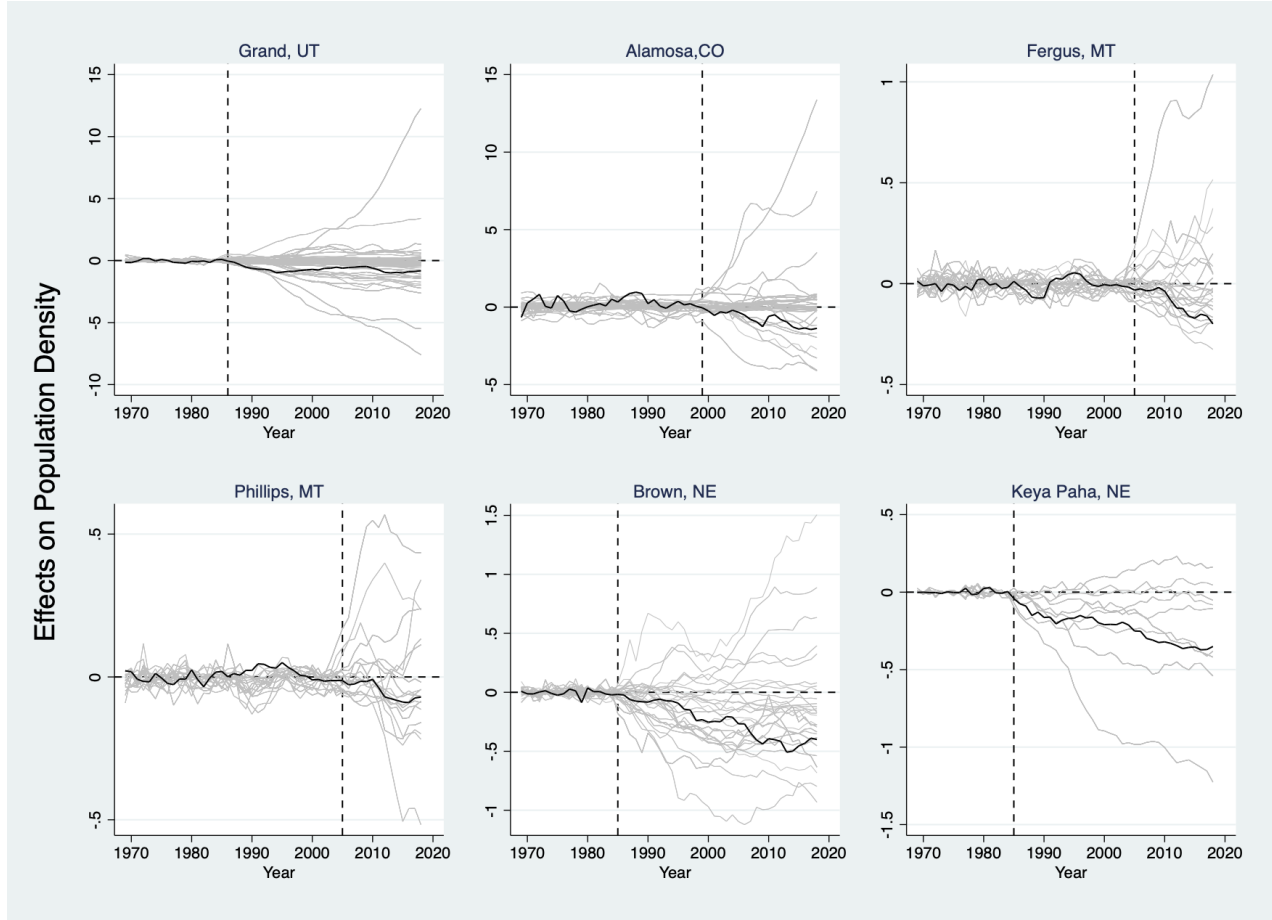 Effects on Population Density
Grand, UT
15
10
5
0
-5
-10
1970 1980 1990 2000 2010 2020
Year
Alamosa,CO
15
10
5
0
-5
1970 1980 1990 2000 2010 2020
Year
Fergus, MT
1
.5
0
-.5
1970 1980 1990 2000 2010 2020
Year
Phillips, MT
.5
0
-.5
1970 1980 1990 2000 2010 2020
Year
Brown, NE
1.5
1
.5
0
-.5
-1
1970 1980 1990 2000 2010 2020
Year
Keya Paha, NE
.5
0
-.5
-1
-1.5
1970 1980 1990 2000 2010 2020
Year